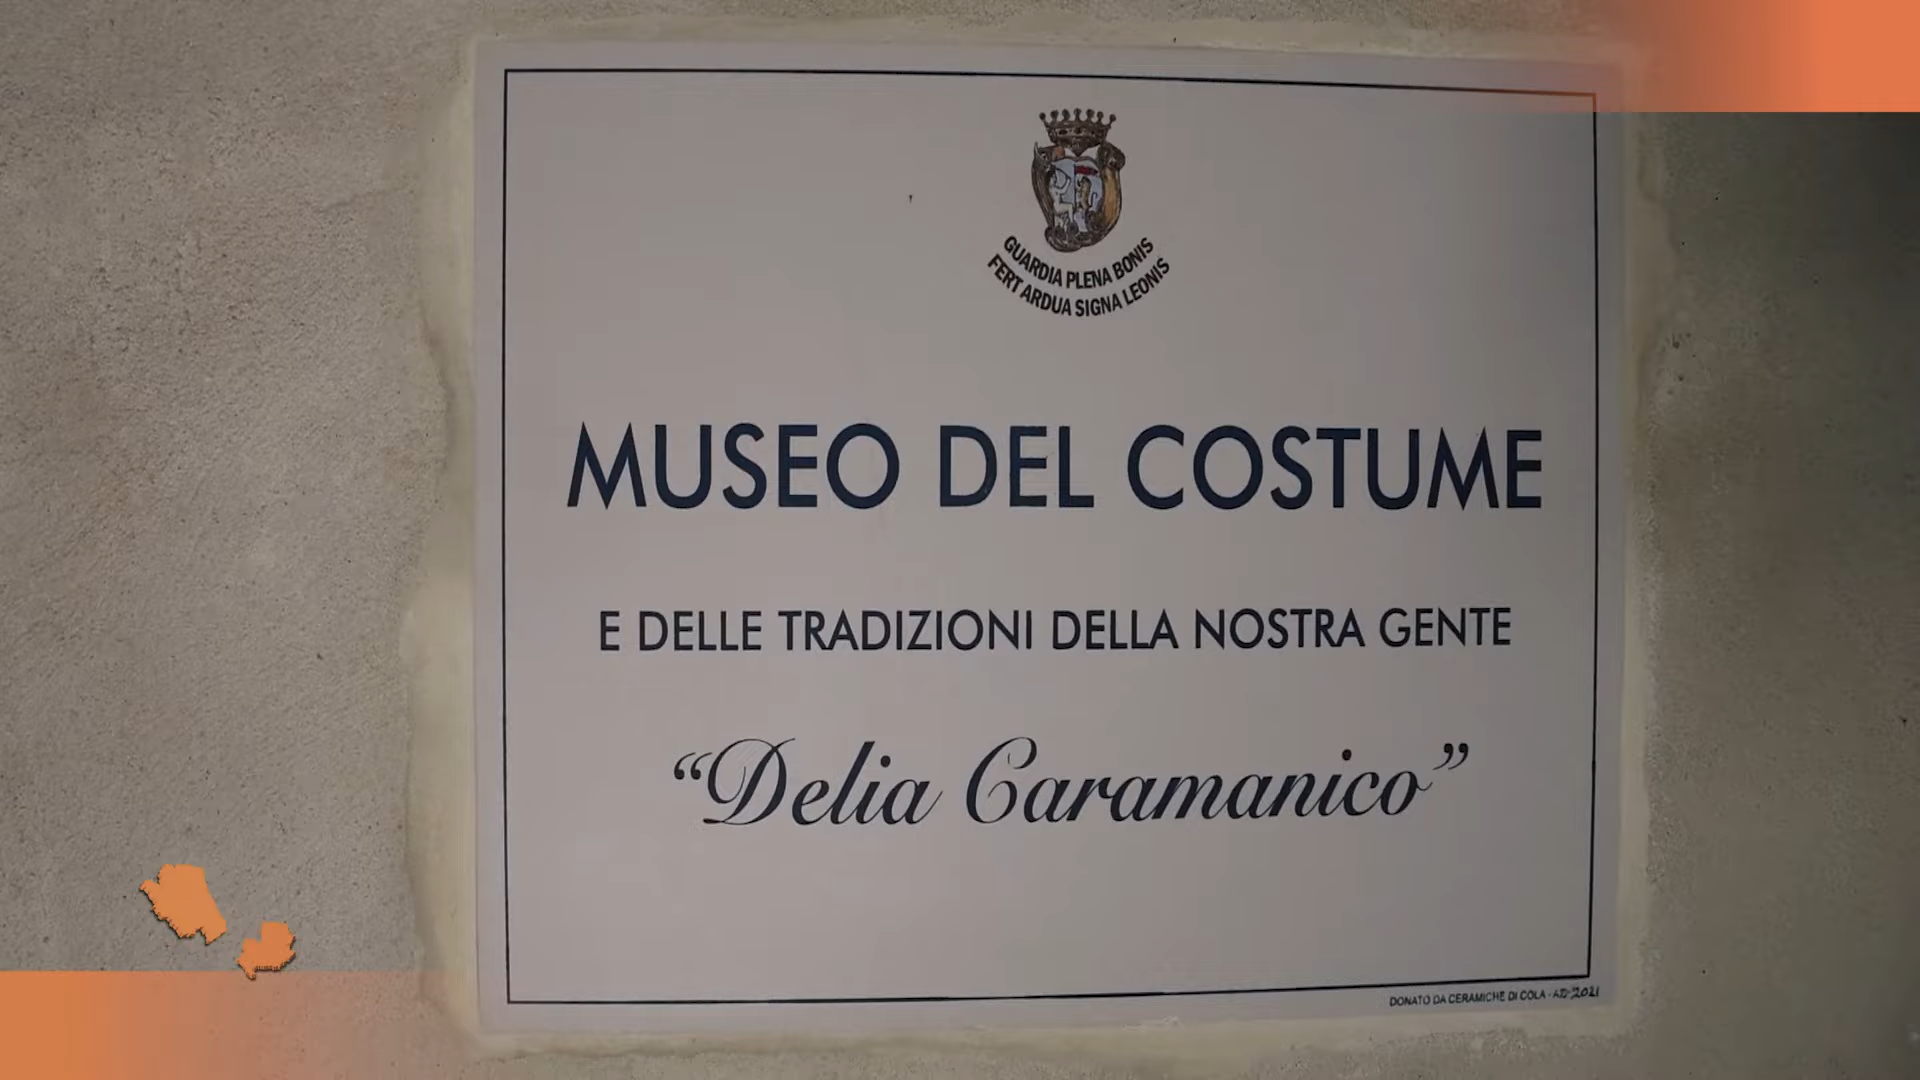 GUARDIA PLENA BONIS
FERT ARDUA SIGNA LEONIS
MUSEO DEL COSTUME
E DELLE TRADIZIONI DELLA NOSTRA GENTE
“Delia Caramanico”
DONATO DA CERAMICHE DI COLA - A.D. 2021